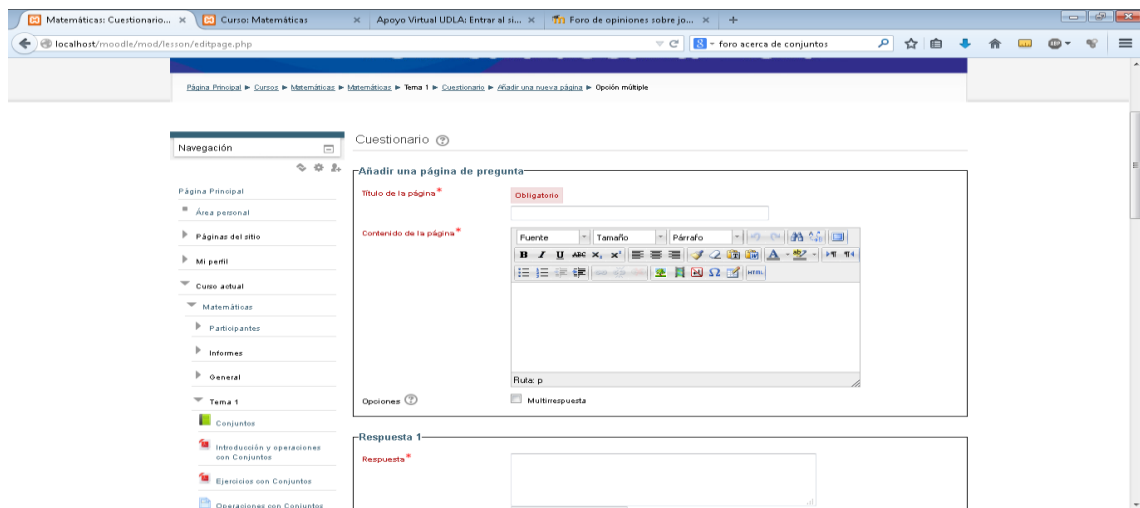 Matemáticas: Cuestionario... × Curso: Matemáticas × Apoyo Virtual UDLA: Entrar al si... × Foro de opiniones sobre jo... × +
localhost/moodle/mod/lesson/editpage.php foro acerca de conjuntos
Página Principal ► Cursos ► Matemáticas ► Matemáticas ► Tema 1 ► Cuestionario ► Añadir una nueva página ► Opción múltiple
Navegación
Página Principal
Área personal
Páginas del sitio
Mi perfil
Curso actual
Matemáticas
Participantes
Informes
General
Tema 1
Conjuntos
Introducción y operaciones
con Conjuntos
Ejercicios con Conjuntos
Operaciones con Conjuntos
Cuestionario
Añadir una página de pregunta
Título de la página*
Obligatorio
Contenido de la página*
Fuente Tamaño Párrafo
B I U ABC x, x²
HTML
Ruta: p
Opciones Multirrespuesta
Respuesta 1
Respuesta*